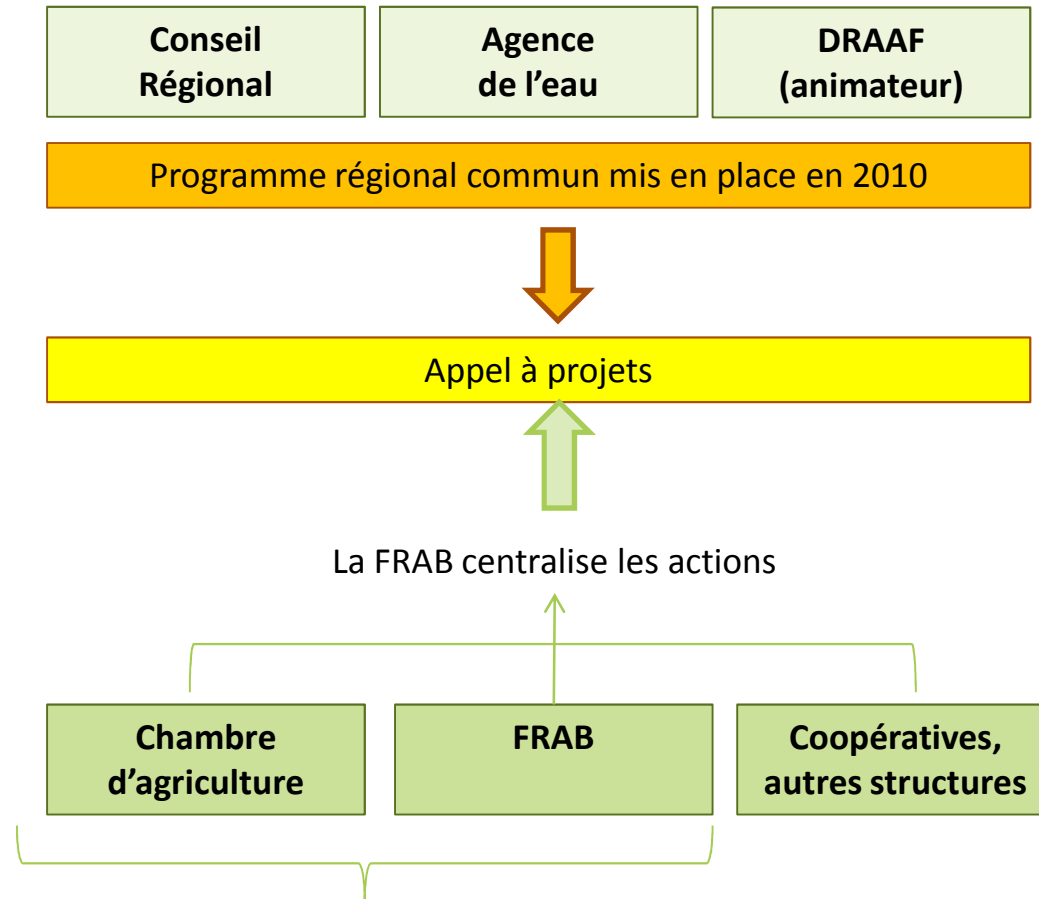 Conseil
Régional
Agence
de l’eau
DRAAF
(animateur)
Programme régional commun mis en place en 2010
Appel à projets
La FRAB centralise les actions
Chambre
d’agriculture
FRAB
Coopératives,
autres structures